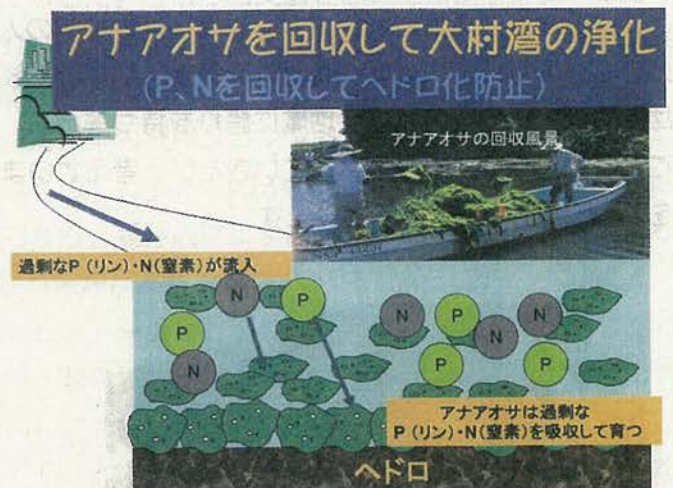 アナアオサを回収して大村湾の浄化
(P、Nを回収してヘドロ化防止)
アナアオサの回収風景
過剰なP(リン)・N(窒素)が流入
N
P
P
N
N
P
N
P
P
アナアオサは過剰な
P(リン)・N(窒素)を吸収して育つ
ヘドロ